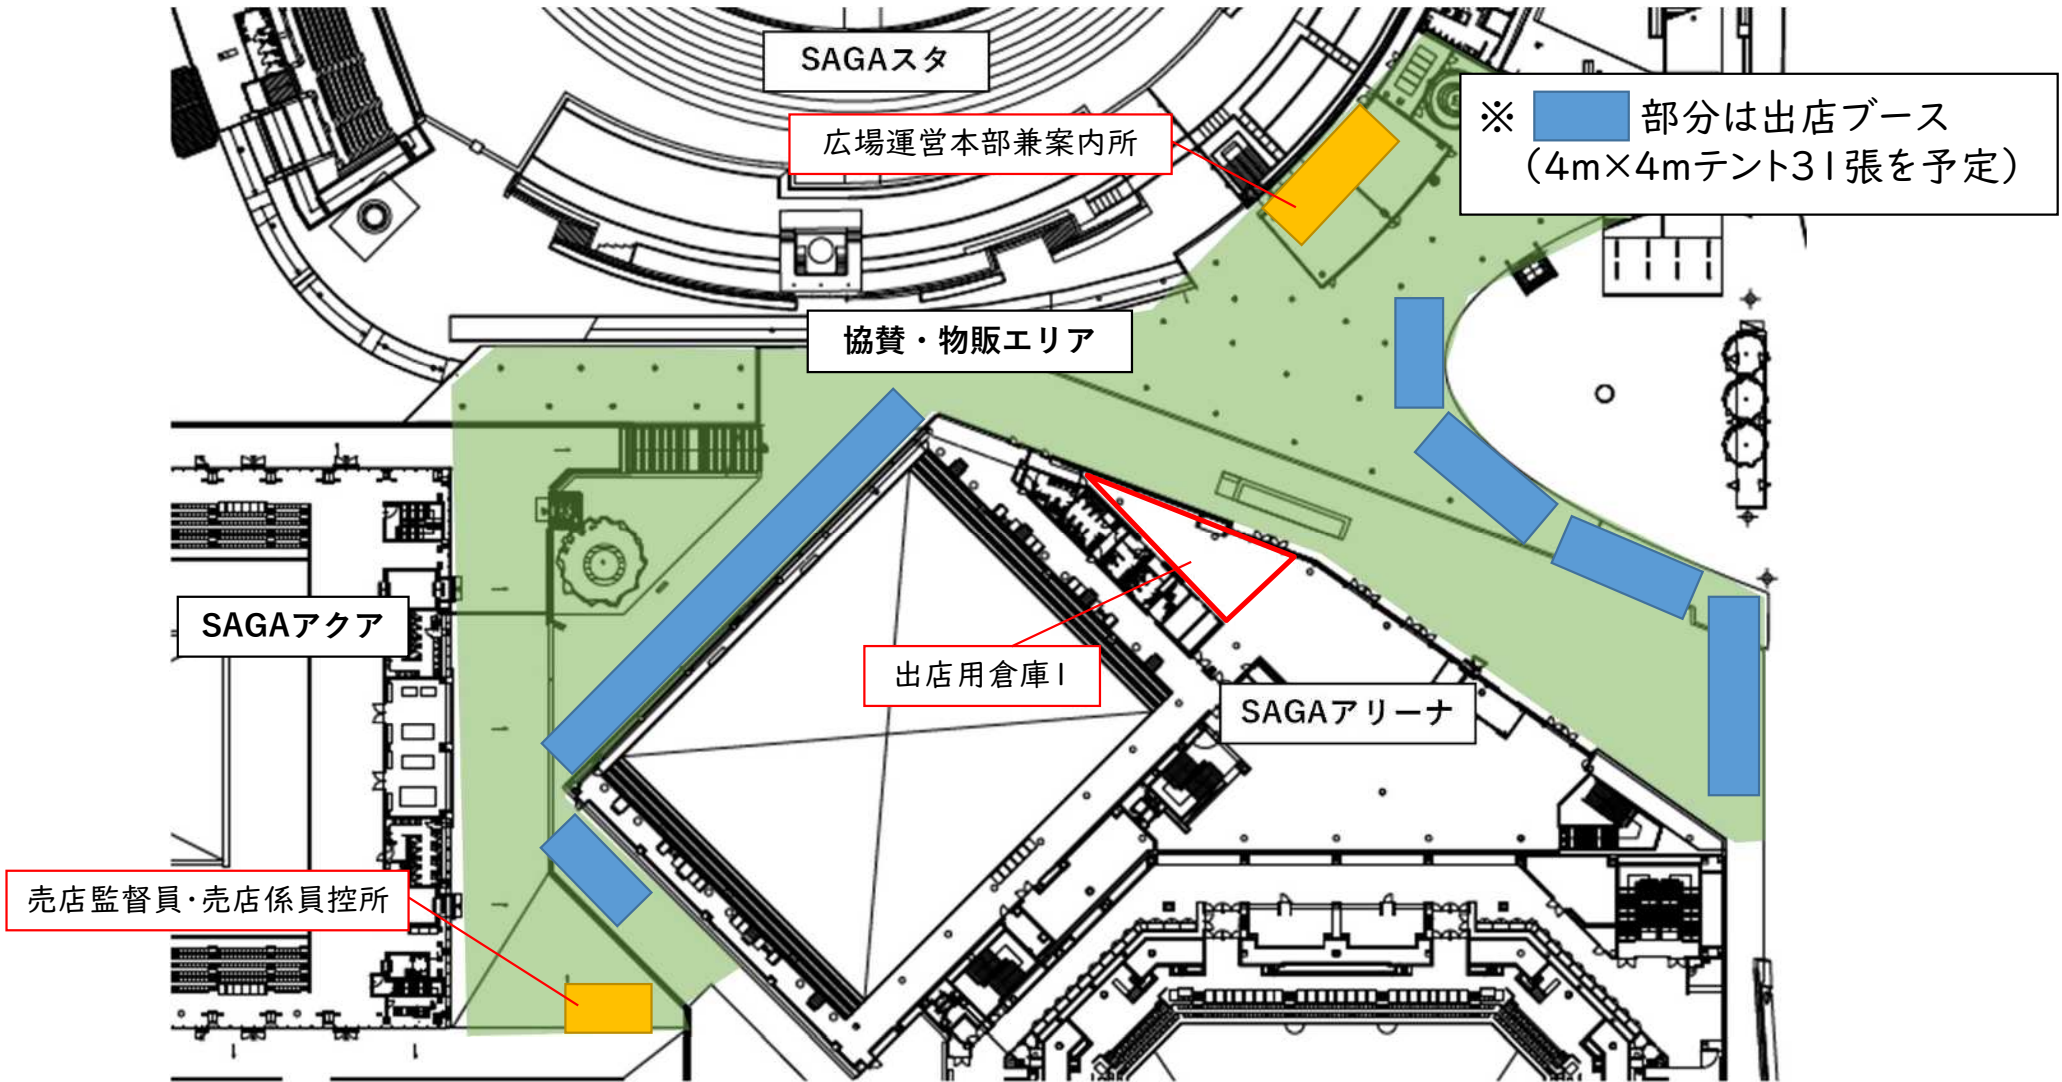 SAGAスタ
広場運営本部兼案内所
※ 部分は出店ブース
(4m×4mテント31張を予定)
協賛・物販エリア
SAGAアクア
出店用倉庫1
SAGAアリーナ
売店監督員・売店係員控所